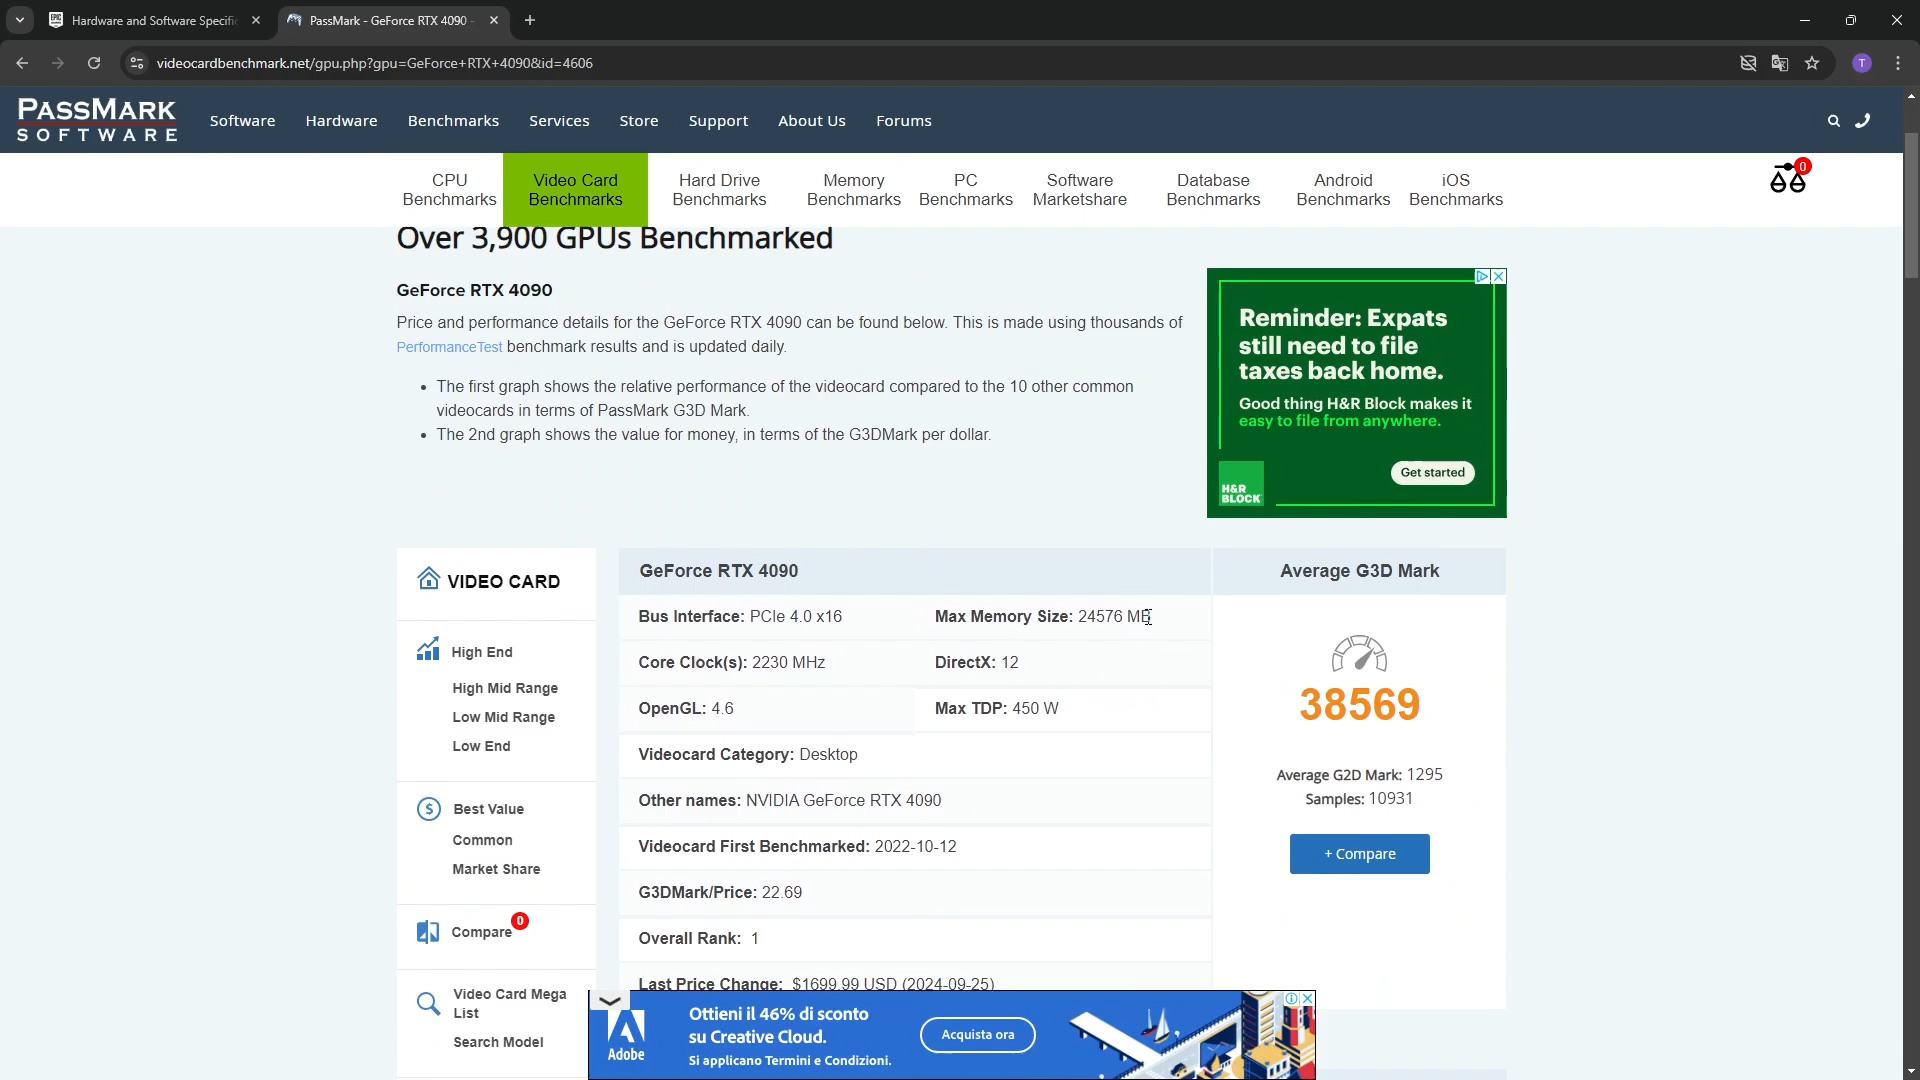 Hardware and Software Specific
PassMark - GeForce RTX 4090 -
videocardbenchmark.net/gpu.php?gpu=GeForce+RTX+4090&id=4606
T
PASSMARK
SOFTWARE
Software
Hardware
Benchmarks
Services
Store
Support
About Us
Forums
CPU
Benchmarks
Video Card
Benchmarks
Hard Drive
Benchmarks
Memory
Benchmarks
PC
Benchmarks
Software
Marketshare
Database
Benchmarks
Android
Benchmarks
iOS
Benchmarks
0
Over 3,900 GPUs Benchmarked
GeForce RTX 4090
Price and performance details for the GeForce RTX 4090 can be found below. This is made using thousands of
PerformanceTest benchmark results and is updated daily.
• The first graph shows the relative performance of the videocard compared to the 10 other common
videocards in terms of PassMark G3D Mark.
• The 2nd graph shows the value for money, in terms of the G3DMark per dollar.
Reminder: Expats
still need to file
taxes back home.
Good thing H&R Block makes it
easy to file from anywhere.
H&R
BLOCK
Get started
VIDEO CARD
High End
High Mid Range
Low Mid Range
Low End
Best Value
Common
Market Share
Compare
0
Video Card Mega
List
Search Model
GeForce RTX 4090
Bus Interface: PCIe 4.0 x16
Max Memory Size: 24576 MB
Core Clock(s): 2230 MHz
DirectX: 12
OpenGL: 4.6
Max TDP: 450 W
Videocard Category: Desktop
Other names: NVIDIA GeForce RTX 4090
Videocard First Benchmarked: 2022-10-12
G3DMark/Price: 22.69
Overall Rank: 1
Last Price Change: $1699.99 USD (2024-09-25)
Average G3D Mark
38569
Average G2D Mark: 1295
Samples: 10931
+ Compare
Adobe
Ottieni il 46% di sconto
su Creative Cloud.
Si applicano Termini e Condizioni.
Acquista ora